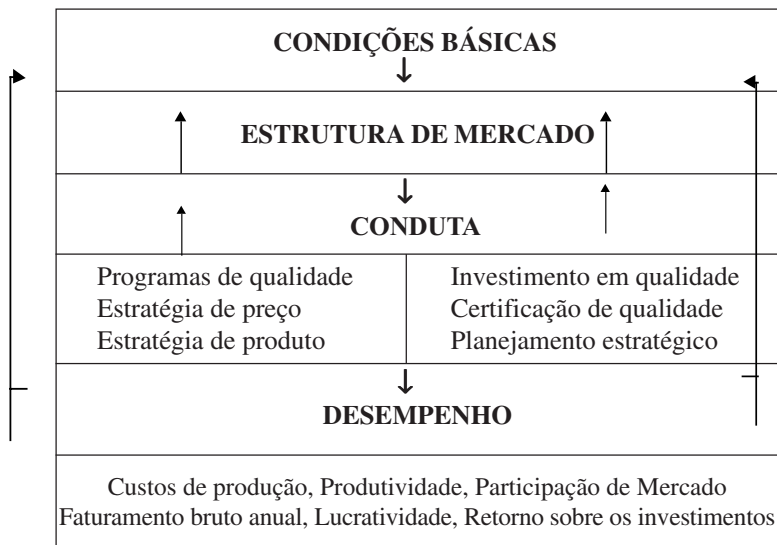 CONDIÇÕES BÁSICAS
ESTRUTURA DE MERCADO
CONDUTA
Programas de qualidade
Estratégia de preço
Estratégia de produto
Investimento em qualidade
Certificação de qualidade
Planejamento estratégico
DESEMPENHO
Custos de produção, Produtividade, Participação de Mercado
Faturamento bruto anual, Lucratividade, Retorno sobre os investimentos